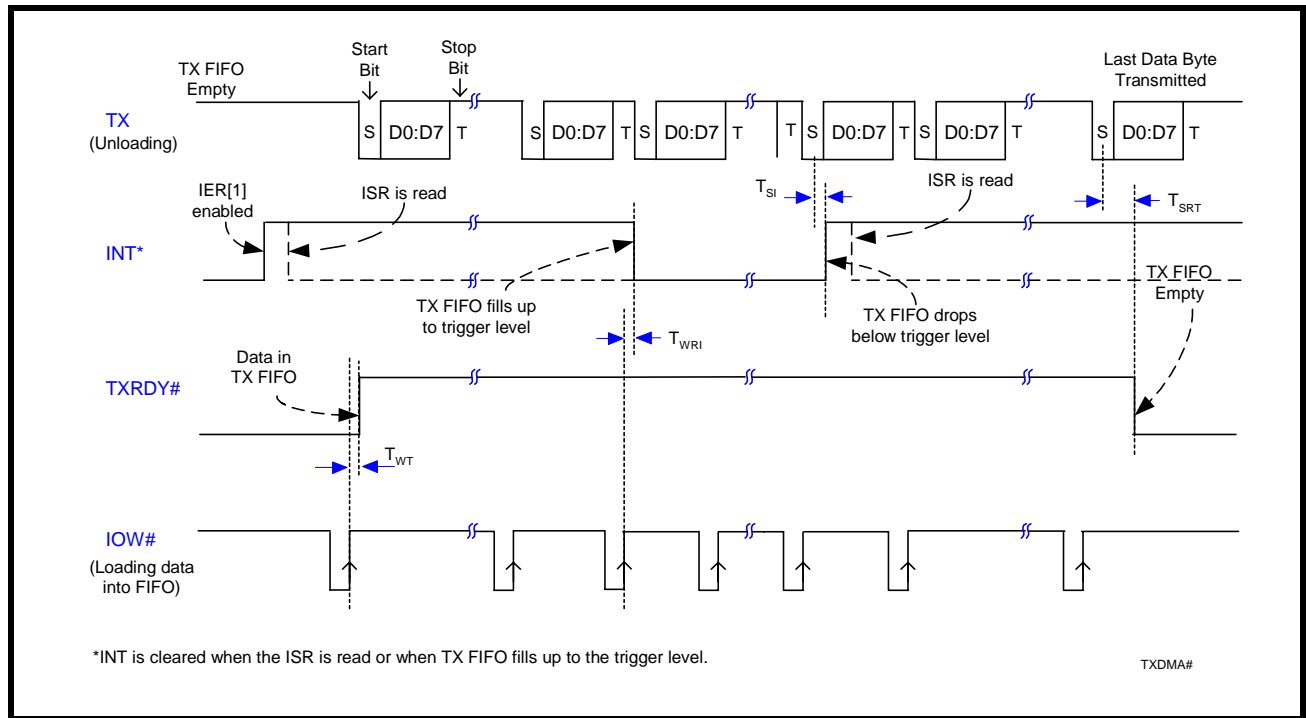 Start
Bit
Stop
Bit
TX FIFO
Empty
Last Data Byte
Transmitted
TX
(Unloading)
S D0:D7 T S D0:D7 T S D0:D7 T T S D0:D7 T S D0:D7 T S D0:D7 T
IER[1]
enabled
ISR is read
TSI
ISR is read
TSRT
INT*
TX FIFO fills up
to trigger level
TX FIFO drops
below trigger level
TX FIFO
Empty
TWRI
Data in
TX FIFO
TXRDY#
TWT
IOW#
(Loading data
into FIFO)
*INT is cleared when the ISR is read or when TX FIFO fills up to the trigger level.
TXDMA#